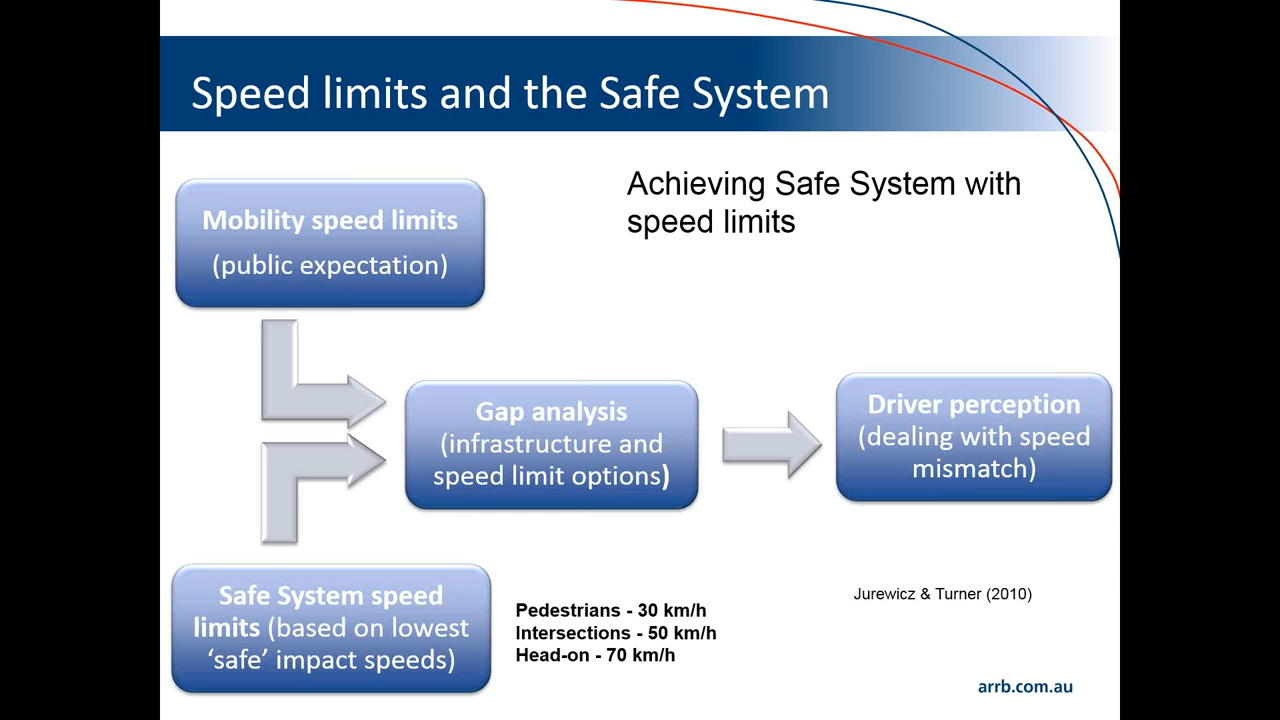 Speed limits and the Safe System
Achieving Safe System with
speed limits
Mobility speed limits
(public expectation)
Gap analysis
(infrastructure and
speed limit options)
Driver perception
(dealing with speed
mismatch)
Safe System speed
limits (based on lowest
‘safe’ impact speeds)
Pedestrians - 30 km/h
Intersections - 50 km/h
Head-on - 70 km/h
Jurewicz & Turner (2010)
arrb.com.au